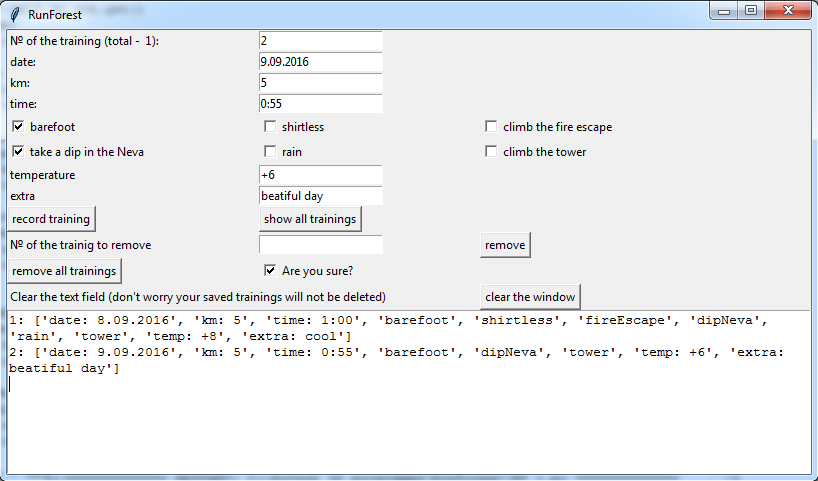 RunForest
№ of the training (total - 1): 2
date: 9.09.2016
km: 5
time: 0:55
barefoot shirtless climb the fire escape
take a dip in the Neva rain climb the tower
temperature +6
extra beatiful day
record training show all trainings
№ of the trainig to remove remove
remove all trainings Are you sure?
Clear the text field (don't worry your saved trainings will not be deleted) clear the window
1: ['date: 8.09.2016', 'km: 5', 'time: 1:00', 'barefoot', 'shirtless', 'fireEscape', 'dipNeva',
'rain', 'tower', 'temp: +8', 'extra: cool']
2: ['date: 9.09.2016', 'km: 5', 'time: 0:55', 'barefoot', 'dipNeva', 'tower', 'temp: +6', 'extra:
beatiful day']